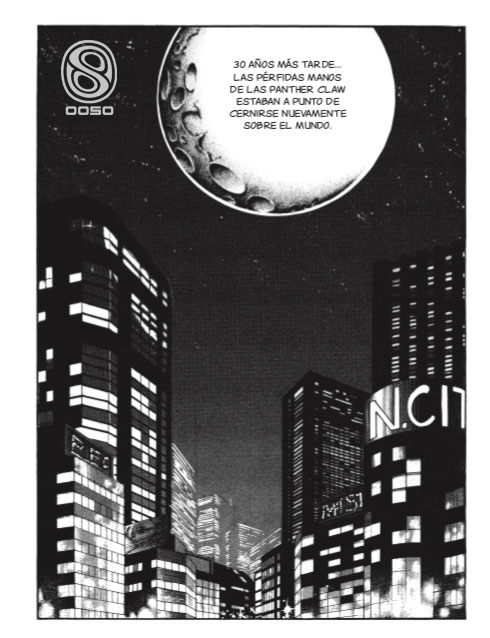 OOSO
30 AÑOS MÁS TARDE...
LAS PÉRFIDAS MANOS
DE LAS PANTHER CLAW
ESTABAN A PUNTO DE
CERNIRSE NUEVAMENTE
SOBRE EL MUNDO.
N.CIT